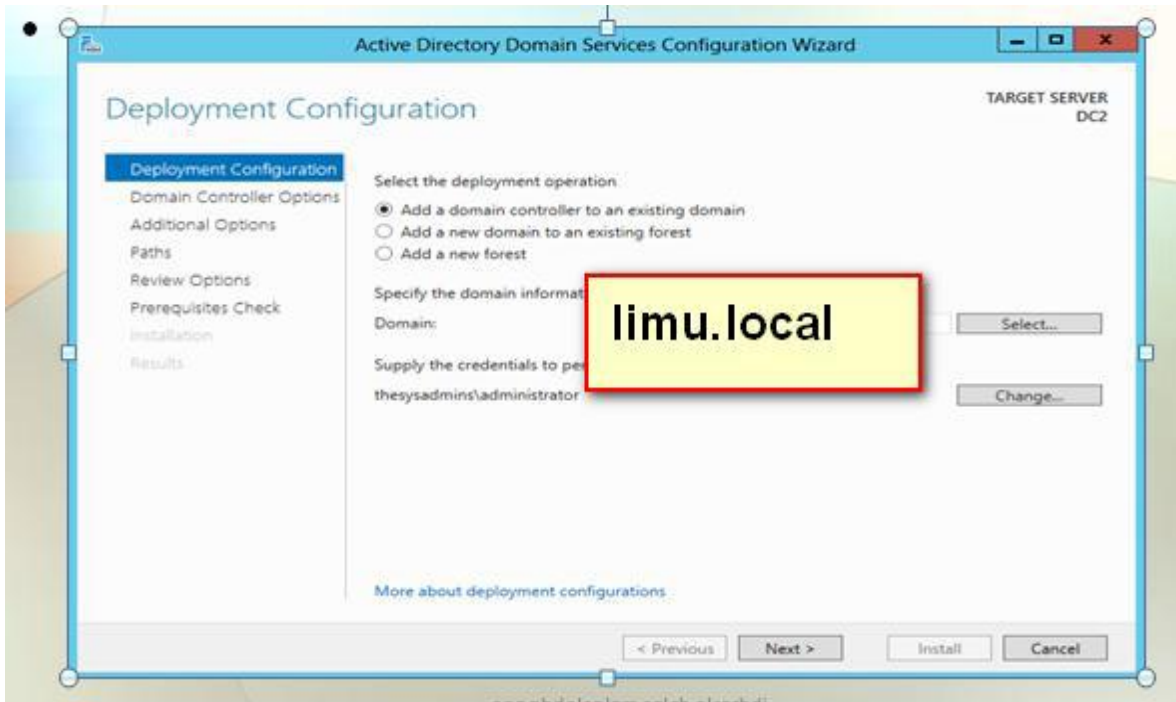 Active Directory Domain Services Configuration Wizard
Deployment Configuration
TARGET SERVER
DC2
Deployment Configuration
Domain Controller Options
Additional Options
Paths
Review Options
Prerequisites Check
Installation
Results
Select the deployment operation
Add a domain controller to an existing domain
Add a new domain to an existing forest
Add a new forest
Specify the domain informat
Domain:
limu.local
Select...
Supply the credentials to pe
thesysadmins\administrator
Change...
More about deployment configurations
< Previous
Next >
Install
Cancel